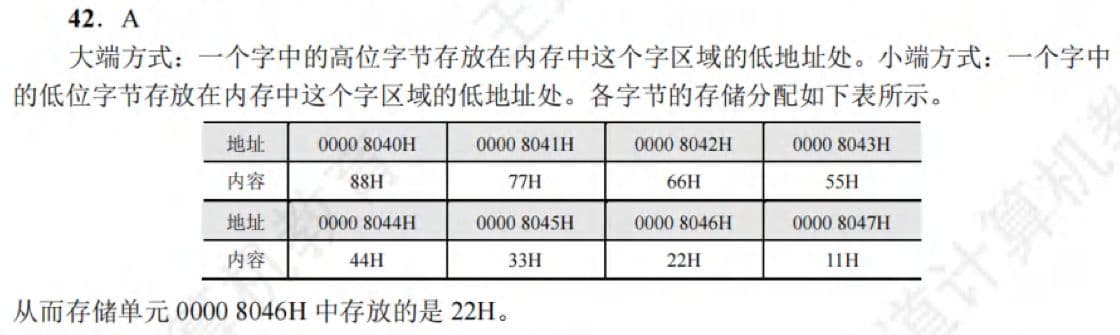 42．A
大端方式：一个字中的高位字节存放在内存中这个字区域的低地址处。小端方式：一个字中
的低位字节存放在内存中这个字区域的低地址处。各字节的存储分配如下表所示。
地址 0000 8040H 0000 8041H 0000 8042H 0000 8043H
内容 88H 77H 66H 55H
地址 0000 8044H 0000 8045H 0000 8046H 0000 8047H
内容 44H 33H 22H 11H
从而存储单元 0000 8046H 中存放的是 22H。